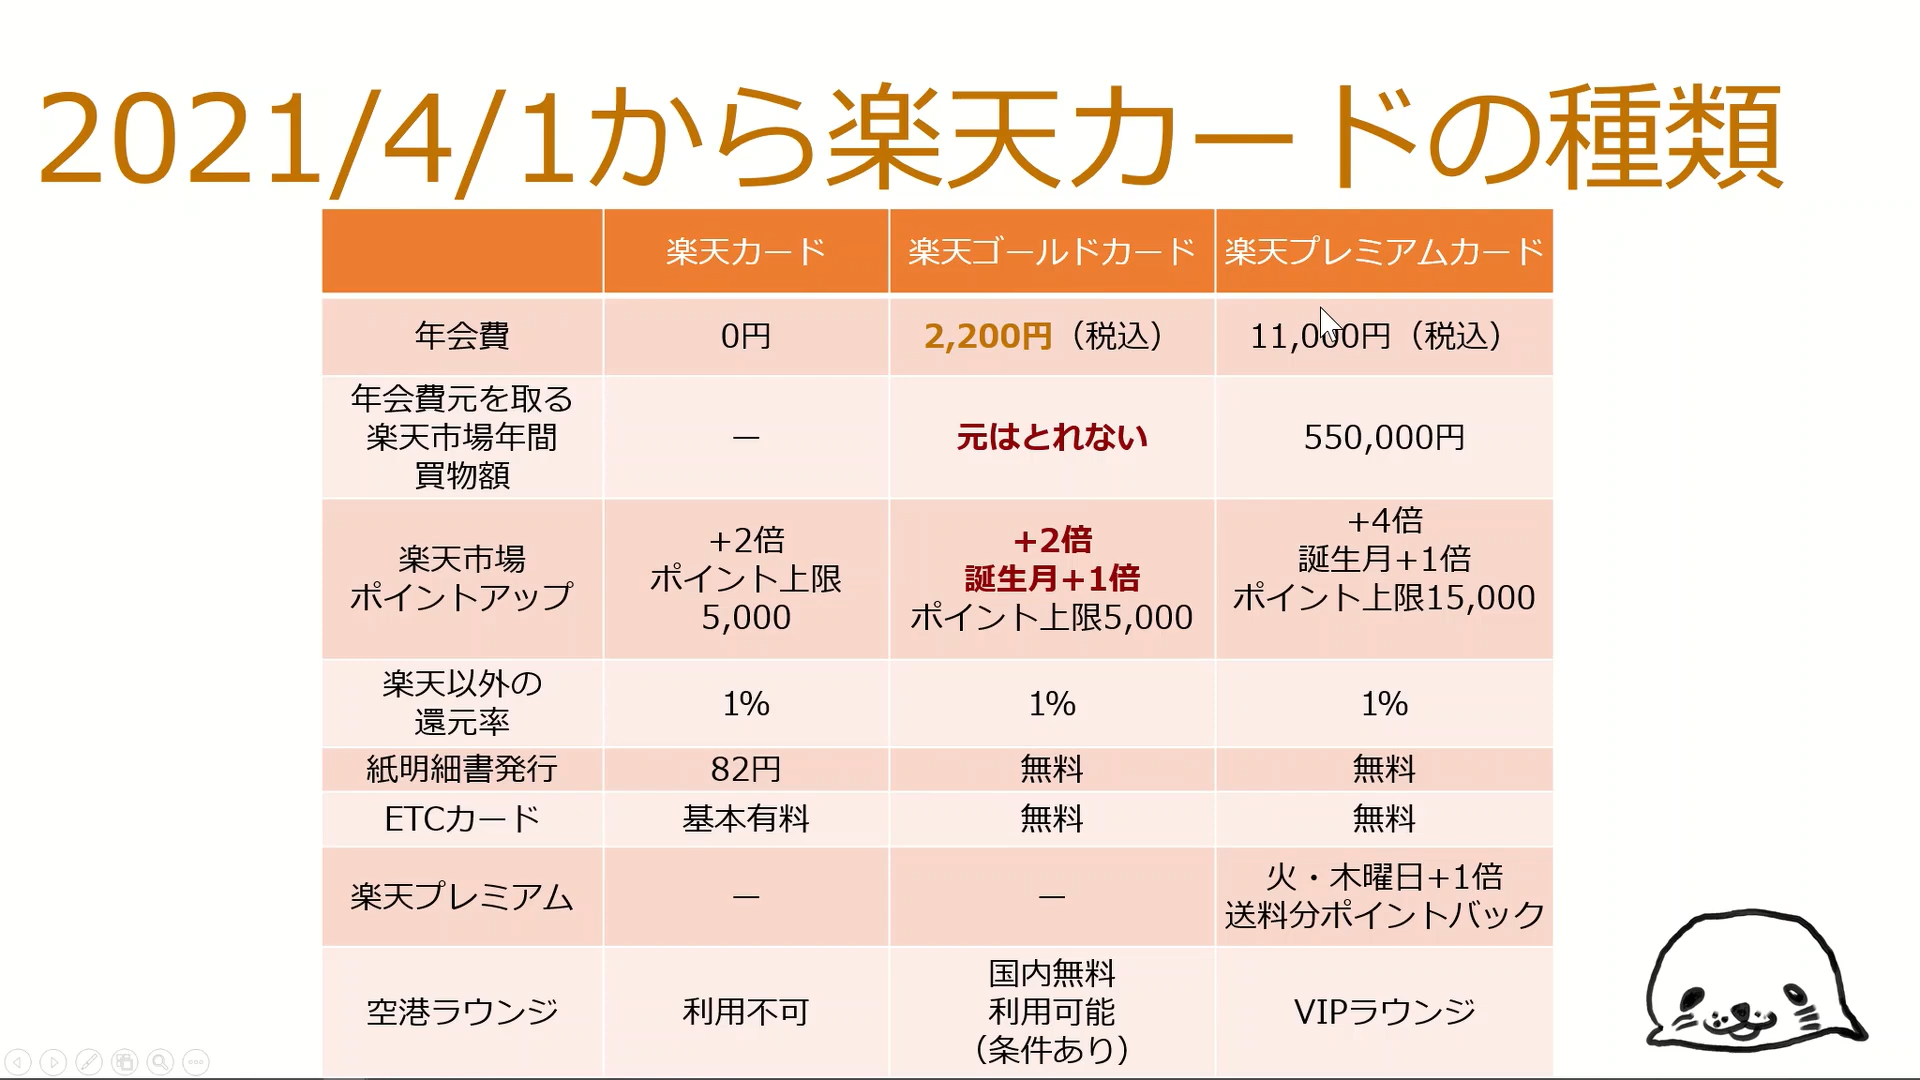 2021/4/1から楽天カードの種類
楽天カード
楽天ゴールドカード
楽天プレミアムカード
年会費
0円
2,200円（税込）
11,000円（税込）
年会費元を取る
楽天市場年間
買物額
―
元はとれない
550,000円
楽天市場
ポイントアップ
+2倍
ポイント上限
5,000
+2倍
誕生月+1倍
ポイント上限5,000
+4倍
誕生月+1倍
ポイント上限15,000
楽天以外の
還元率
1%
1%
1%
紙明細書発行
82円
無料
無料
ETCカード
基本有料
無料
無料
楽天プレミアム
―
―
火・木曜日+1倍
送料分ポイントバック
空港ラウンジ
利用不可
国内無料
利用可能
（条件あり）
VIPラウンジ